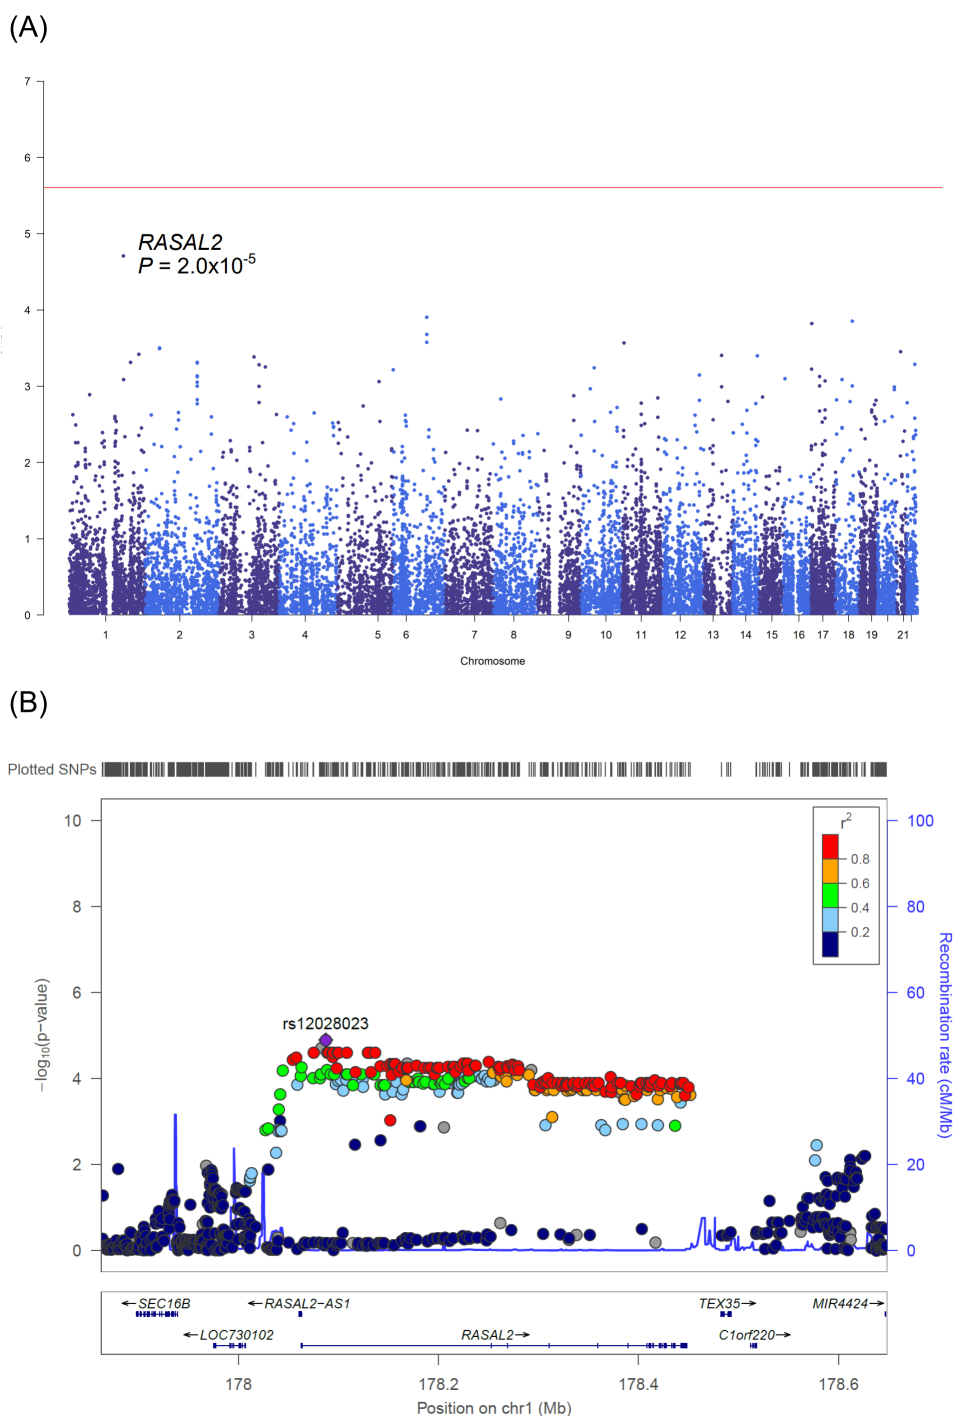 (A)
7
6
5
4
3
2
1
0
RASAL2
P = 2.0x10-5
1 2 3 4 5 6 7 8 9 10 11 12 13 14 15 16 17 18 19 21
Chromosome
(B)
Plotted SNPs
10
8
6
4
2
0
−log10(p−value)
100
80
60
40
20
0
Recombination rate (cM/Mb)
r2
0.8
0.6
0.4
0.2
rs12028023
←SEC16B ←RASAL2−AS1 TEX35→ MIR4424→
←LOC730102 RASAL2→ C1orf220→
178 178.2 178.4 178.6
Position on chr1 (Mb)